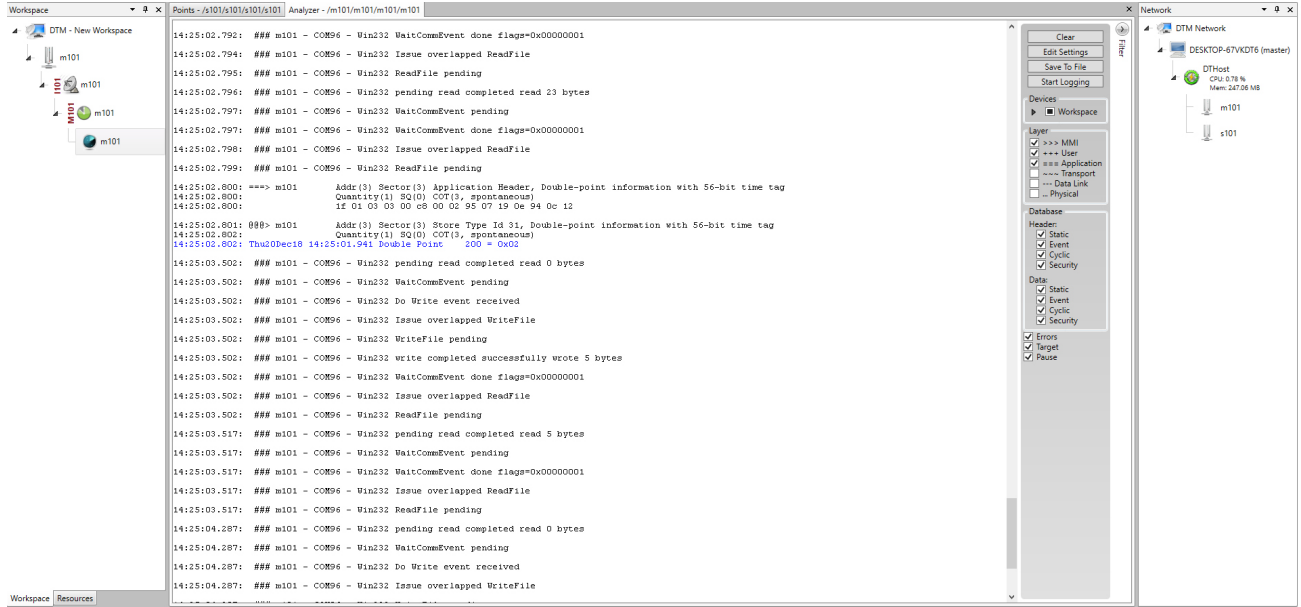 Workspace
DTM - New Workspace
m101
I101 m101
M101 m101
m101
Workspace Resources
Points - /s101/s101/s101/s101 Analyzer - /m101/m101/m101/m101
14:25:02.792: ### m101 - COM96 - Win232 WaitCommEvent done flags=0x00000001
14:25:02.794: ### m101 - COM96 - Win232 Issue overlapped ReadFile
14:25:02.795: ### m101 - COM96 - Win232 ReadFile pending
14:25:02.796: ### m101 - COM96 - Win232 pending read completed read 23 bytes
14:25:02.797: ### m101 - COM96 - Win232 WaitCommEvent pending
14:25:02.797: ### m101 - COM96 - Win232 WaitCommEvent done flags=0x00000001
14:25:02.798: ### m101 - COM96 - Win232 Issue overlapped ReadFile
14:25:02.799: ### m101 - COM96 - Win232 ReadFile pending
14:25:02.800: ===> m101 Addr(3) Sector(3) Application Header, Double-point information with 56-bit time tag
14:25:02.800: Quantity(1) SQ(0) COT(3, spontaneous)
14:25:02.800: 1f 01 03 03 00 c8 00 02 95 07 19 0e 94 0c 12
14:25:02.801: @@@> m101 Addr(3) Sector(3) Store Type Id 31, Double-point information with 56-bit time tag
14:25:02.802: Quantity(1) SQ(0) COT(3, spontaneous)
14:25:02.802: Thu20Dec18 14:25:01.941 Double Point 200 = 0x02
14:25:03.502: ### m101 - COM96 - Win232 pending read completed read 0 bytes
14:25:03.502: ### m101 - COM96 - Win232 WaitCommEvent pending
14:25:03.502: ### m101 - COM96 - Win232 Do Write event received
14:25:03.502: ### m101 - COM96 - Win232 Issue overlapped WriteFile
14:25:03.502: ### m101 - COM96 - Win232 WriteFile pending
14:25:03.502: ### m101 - COM96 - Win232 write completed successfully wrote 5 bytes
14:25:03.502: ### m101 - COM96 - Win232 WaitCommEvent done flags=0x00000001
14:25:03.502: ### m101 - COM96 - Win232 Issue overlapped ReadFile
14:25:03.502: ### m101 - COM96 - Win232 ReadFile pending
14:25:03.517: ### m101 - COM96 - Win232 pending read completed read 5 bytes
14:25:03.517: ### m101 - COM96 - Win232 WaitCommEvent pending
14:25:03.517: ### m101 - COM96 - Win232 WaitCommEvent done flags=0x00000001
14:25:03.517: ### m101 - COM96 - Win232 Issue overlapped ReadFile
14:25:03.517: ### m101 - COM96 - Win232 ReadFile pending
14:25:04.287: ### m101 - COM96 - Win232 pending read completed read 0 bytes
14:25:04.287: ### m101 - COM96 - Win232 WaitCommEvent pending
14:25:04.287: ### m101 - COM96 - Win232 Do Write event received
14:25:04.287: ### m101 - COM96 - Win232 Issue overlapped WriteFile
Filter
Clear
Edit Settings
Save To File
Start Logging
Devices
Workspace
Layer
>>> MMI
+++ User
=== Application
~~~ Transport
--- Data Link
... Physical
Database
Header:
Static
Event
Cyclic
Security
Data:
Static
Event
Cyclic
Security
Errors
Target
Pause
Network
DTM Network
DESKTOP-67VKDT6 (master)
DTHost
CPU: 0.78 %
Mem: 247.06 MB
m101
s101